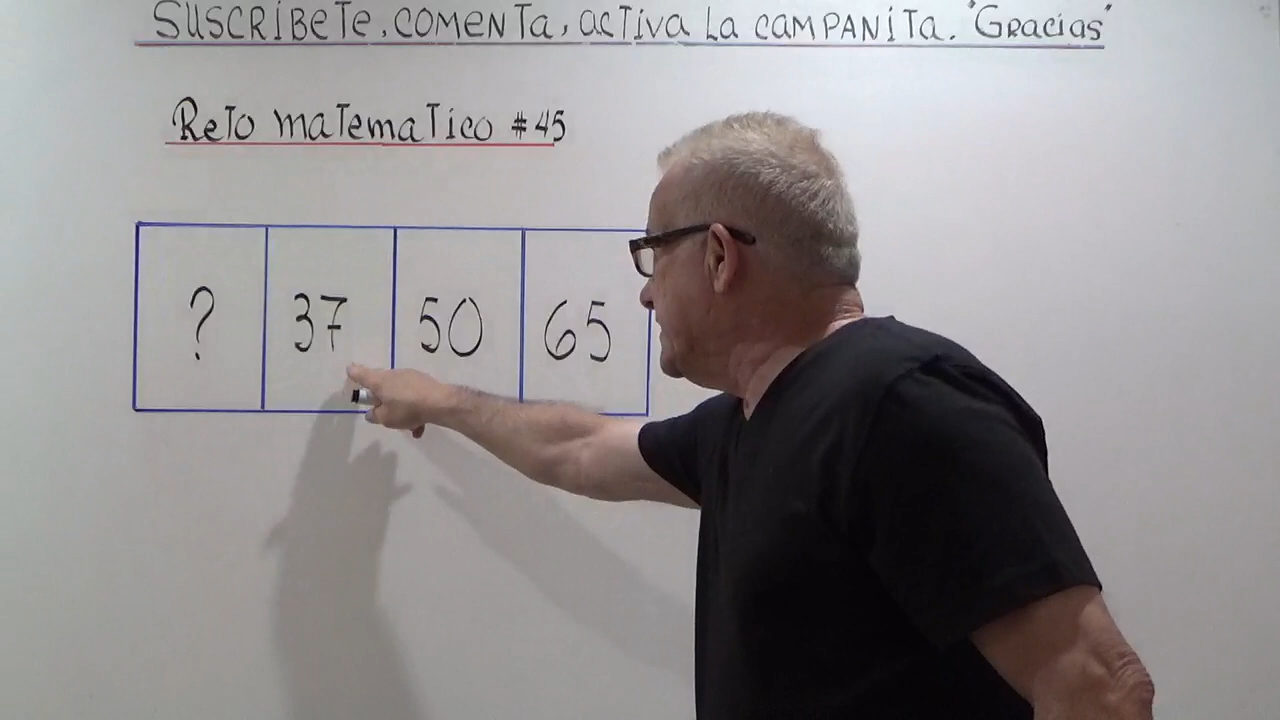 Suscribete, comenta, activa la campanita. "Gracias"
Reto matematico #45
? 37 50 65